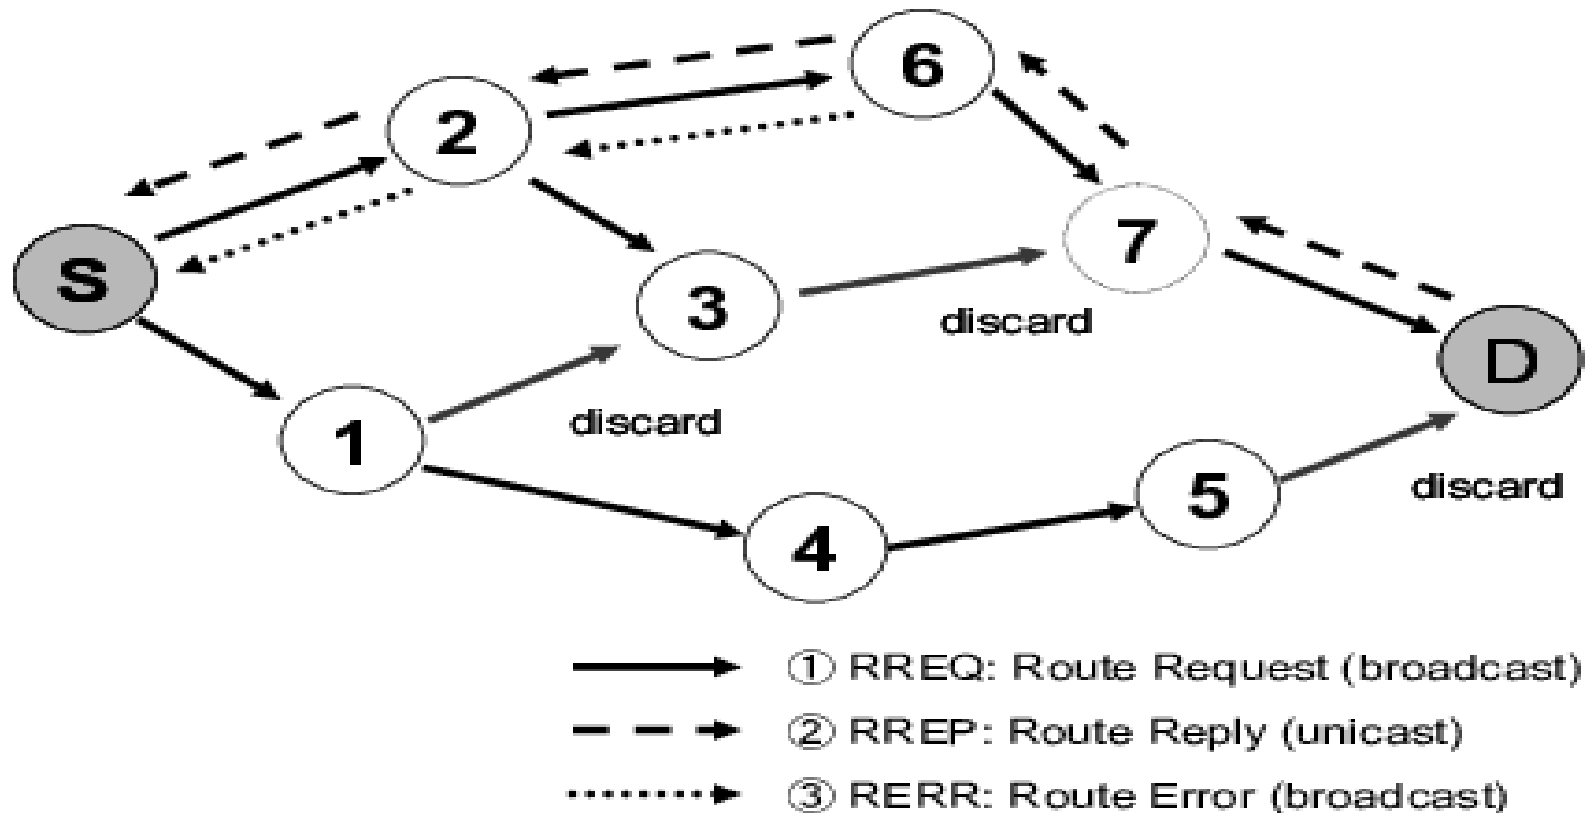 6
2
7
S
3
discard
D
discard
1
5
discard
4
① RREQ: Route Request (broadcast)
② RREP: Route Reply (unicast)
③ RERR: Route Error (broadcast)